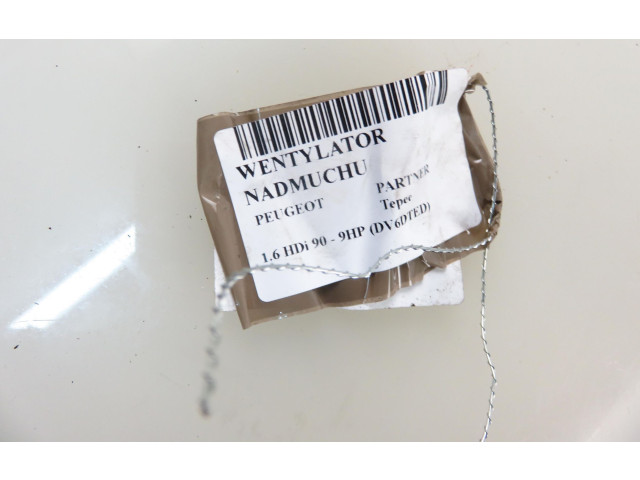 WENTYLATOR
NADMUCHU
PEUGEOT PARTNER
Tepee
1.6 HDi 90 - 9HP (DV6DTED)